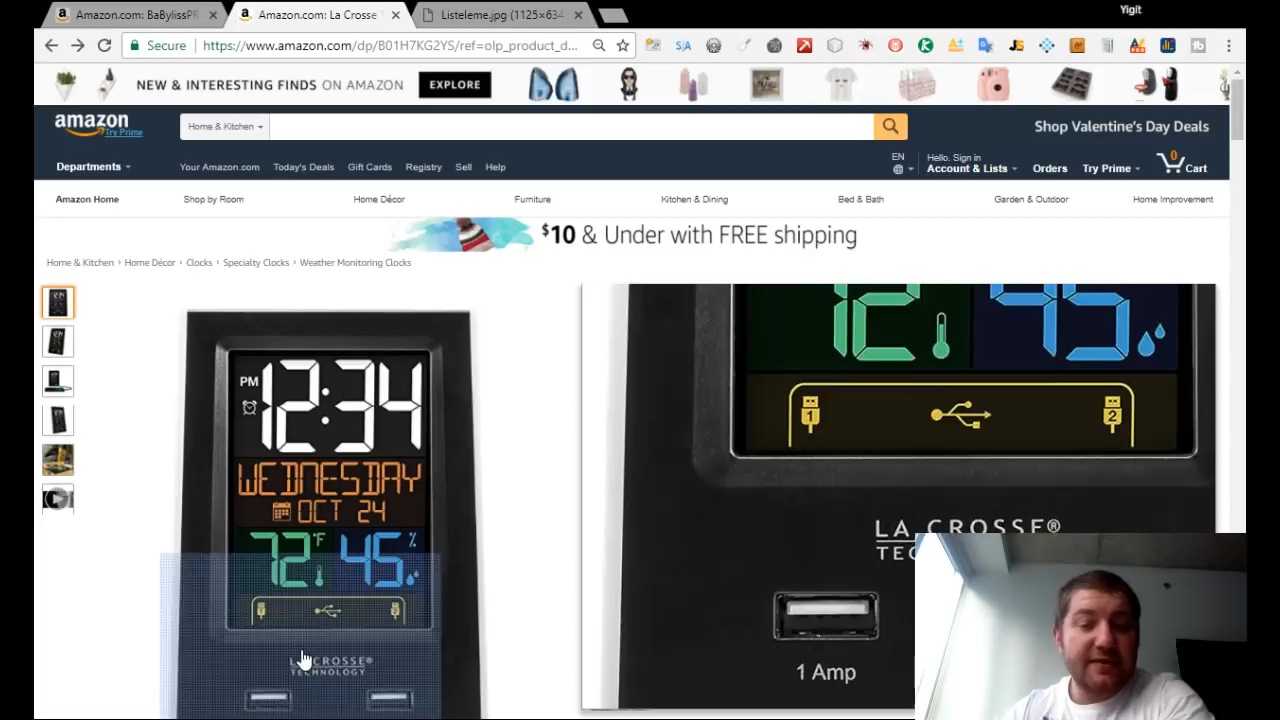 Yigit
Amazon.com: BaBylissPR
Amazon.com: La Crosse
Listeleme.jpg (1125×634
Secure
https://www.amazon.com/dp/B01H7KG2YS/ref=olp_product_d...
NEW & INTERESTING FINDS ON AMAZON
EXPLORE
amazon
Try Prime
Home & Kitchen
Shop Valentine's Day Deals
Departments
Your Amazon.com
Today's Deals
Gift Cards
Registry
Sell
Help
EN
Hello. Sign in
Account & Lists
Orders
Try Prime
0
Cart
Amazon Home
Shop by Room
Home Décor
Furniture
Kitchen & Dining
Bed & Bath
Garden & Outdoor
Home Improvement
$10 & Under with FREE shipping
Home & Kitchen › Home Décor › Clocks › Specialty Clocks › Weather Monitoring Clocks
PM
12:34
WEDNESDAY
OCT 24
72°F
45%
LA CROSSE®
TECHNOLOGY
45
1
2
LA CROSSE®
1 Amp